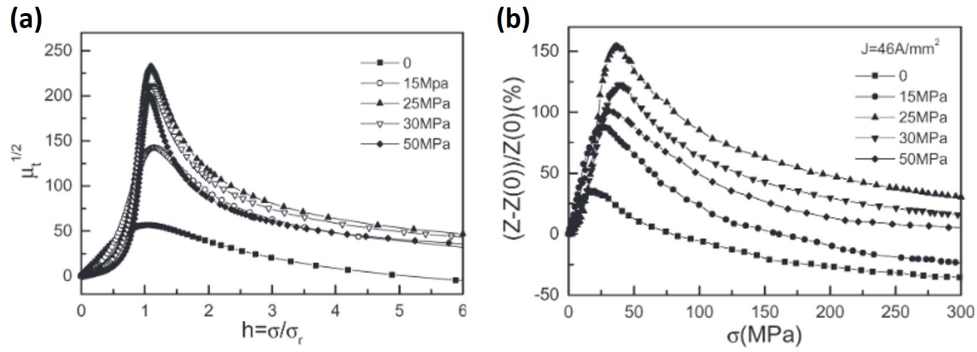 (a)
μt1/2
250
200
150
100
50
0
0
15Mpa
25MPa
30MPa
50MPa
0 1 2 3 4 5 6
h=σ/σr
(b)
(Z-Z(0))/Z(0)(%)
150
100
50
0
-50
J=46A/mm2
0
15MPa
25MPa
30MPa
50MPa
0 50 100 150 200 250 300
σ(MPa)